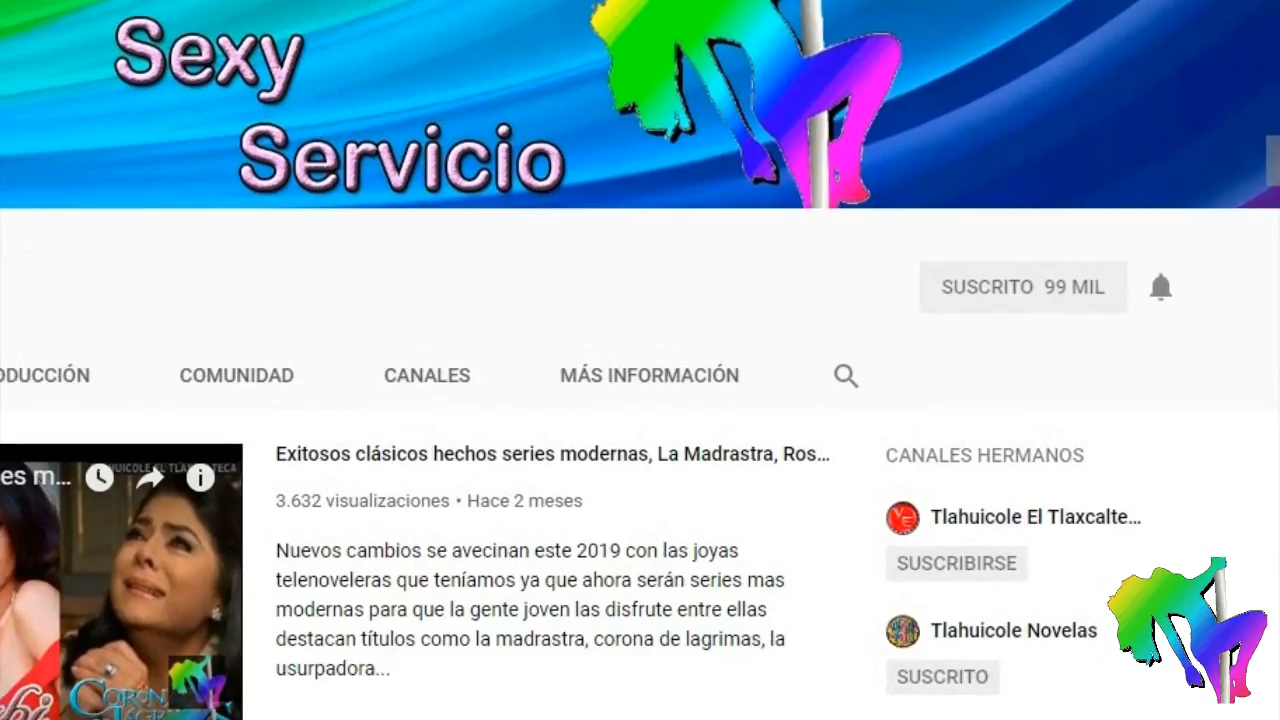 Sexy
Servicio
SUSCRITO 99 MIL
ODUCCIÓN COMUNIDAD CANALES MÁS INFORMACIÓN
es m...
Exitosos clásicos hechos series modernas, La Madrastra, Ros...
3.632 visualizaciones • Hace 2 meses
Nuevos cambios se avecinan este 2019 con las joyas
telenoveleras que teníamos ya que ahora serán series mas
modernas para que la gente joven las disfrute entre ellas
destacan títulos como la madrastra, corona de lagrimas, la
usurpadora...
CANALES HERMANOS
Tlahuicole El Tlaxcalte...
SUSCRIBIRSE
Tlahuicole Novelas
SUSCRITO